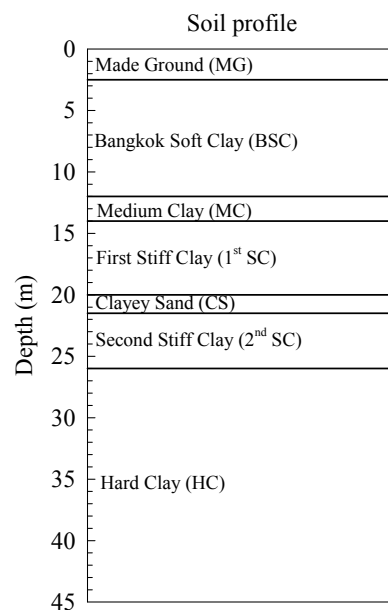 Soil profile
0
Made Ground (MG)
5
Bangkok Soft Clay (BSC)
10
Medium Clay (MC)
15
First Stiff Clay (1st SC)
20
Clayey Sand (CS)
Second Stiff Clay (2nd SC)
25
30
35
Hard Clay (HC)
40
45
Depth (m)